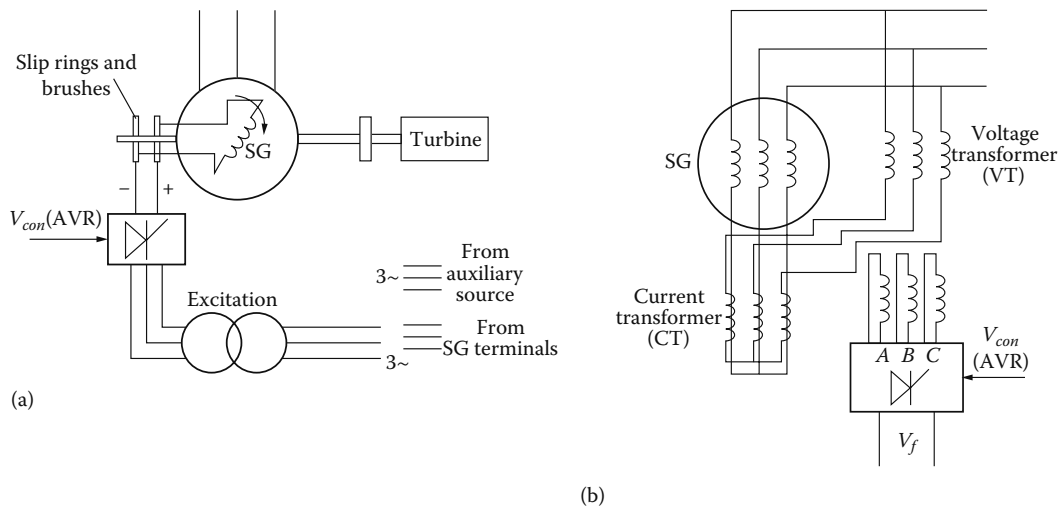 Slip rings and
brushes
SG
Turbine
−
+
V_con(AVR)
Excitation
3~
From
auxiliary
source
From
SG terminals
3~
(a)
SG
Voltage
transformer
(VT)
Current
transformer
(CT)
A B C
V_con
(AVR)
V_f
(b)